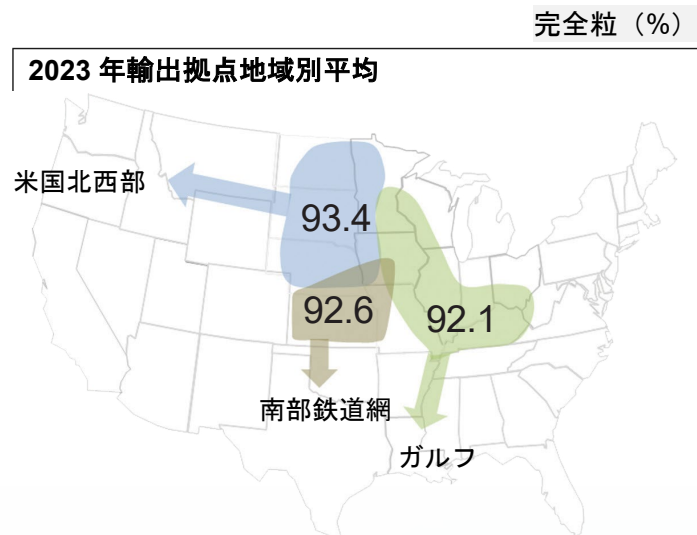 完全粒（%）
2023 年輸出拠点地域別平均
米国北西部
93.4
92.6
92.1
南部鉄道網
ガルフ